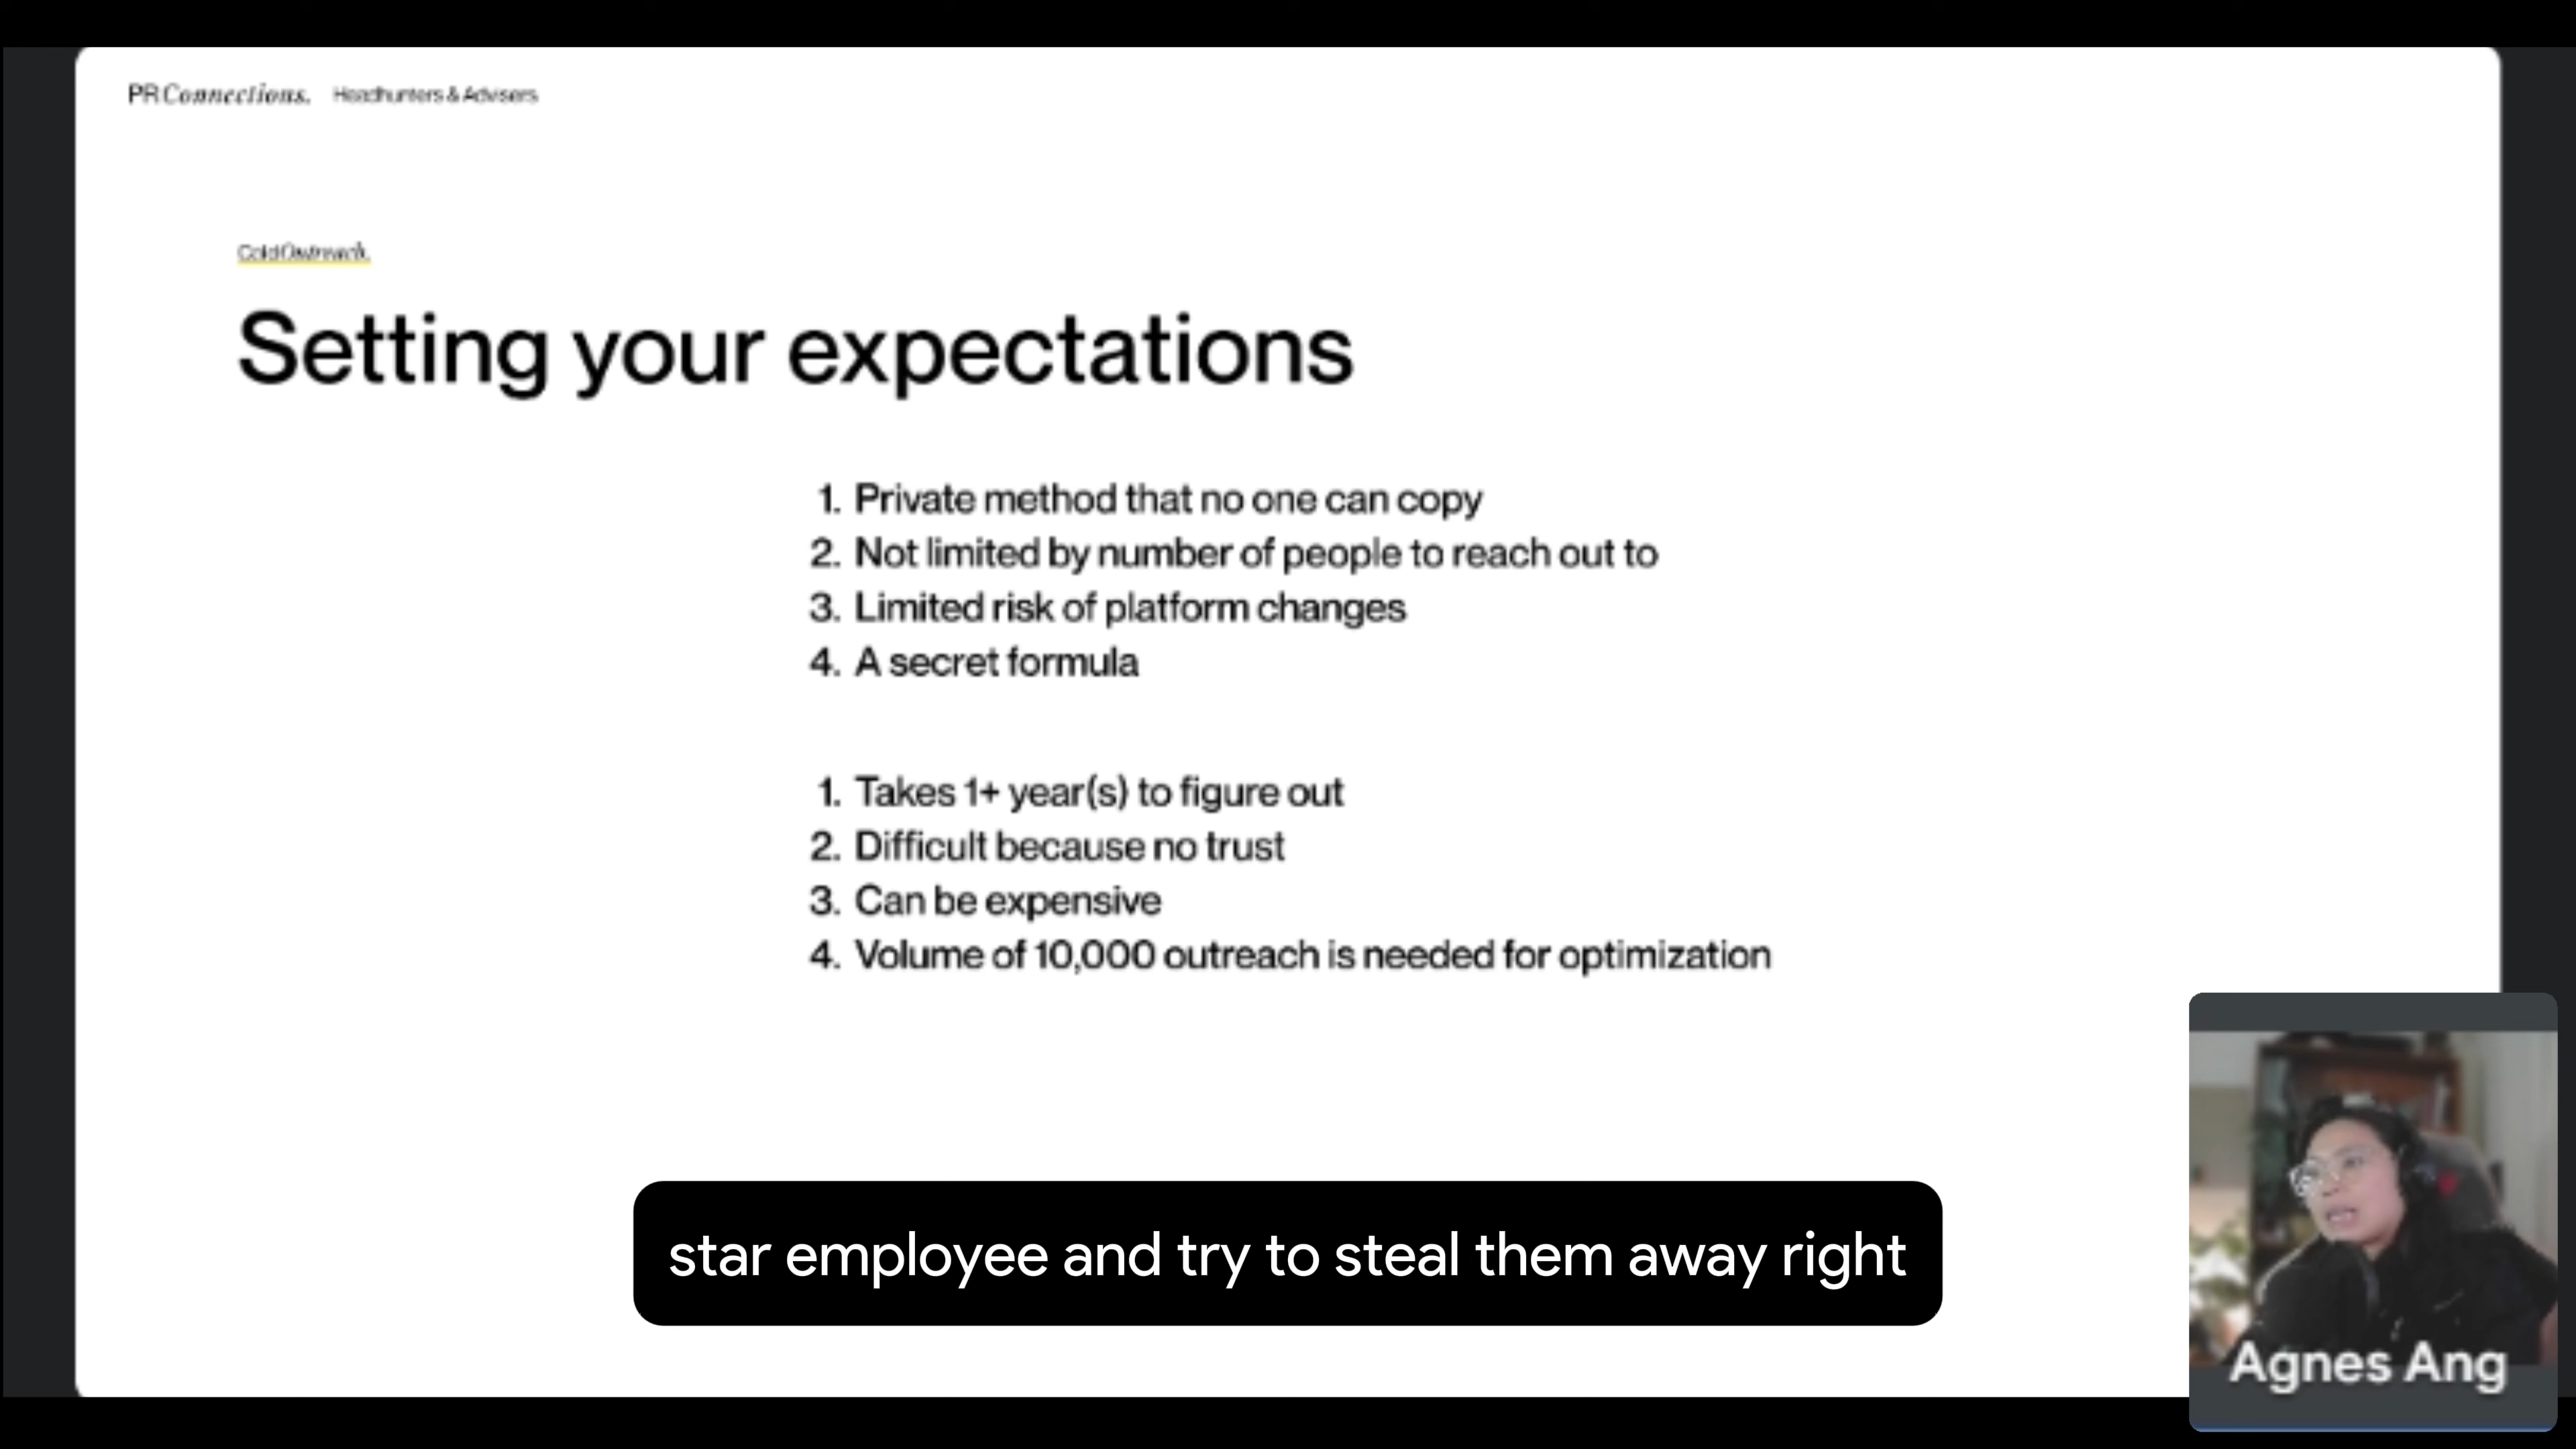 PR Connections. Headhunters & Advisers
Cold Outreach.
Setting your expectations
1. Private method that no one can copy
2. Not limited by number of people to reach out to
3. Limited risk of platform changes
4. A secret formula
1. Takes 1+ year(s) to figure out
2. Difficult because no trust
3. Can be expensive
4. Volume of 10,000 outreach is needed for optimization
star employee and try to steal them away right
Agnes Ang